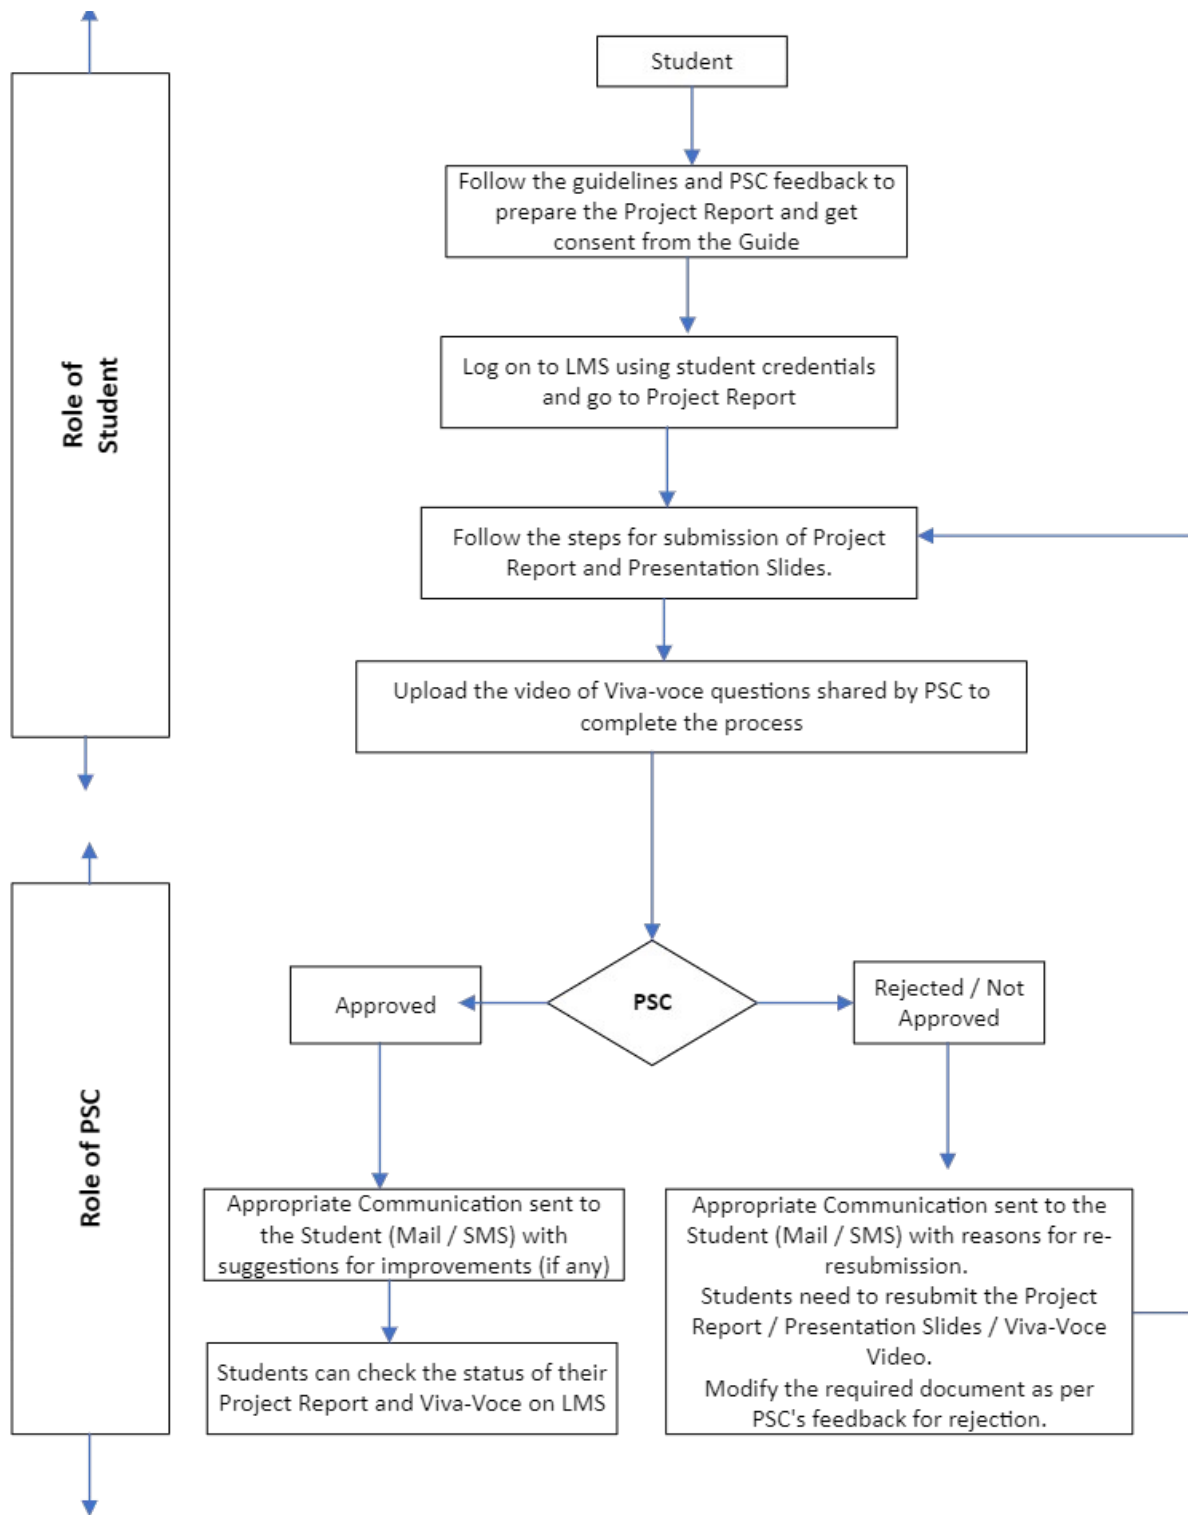 Student
Follow the guidelines and PSC feedback to
prepare the Project Report and get
consent from the Guide
Log on to LMS using student credentials
and go to Project Report
Role of
Student
Follow the steps for submission of Project
Report and Presentation Slides.
Upload the video of Viva-voce questions shared by PSC to
complete the process
PSC
Approved
Rejected / Not
Approved
Role of PSC
Appropriate Communication sent to
the Student (Mail / SMS) with
suggestions for improvements (if any)
Students can check the status of their
Project Report and Viva-Voce on LMS
Appropriate Communication sent to the
Student (Mail / SMS) with reasons for re-
resubmission.
Students need to resubmit the Project
Report / Presentation Slides / Viva-Voce
Video.
Modify the required document as per
PSC's feedback for rejection.